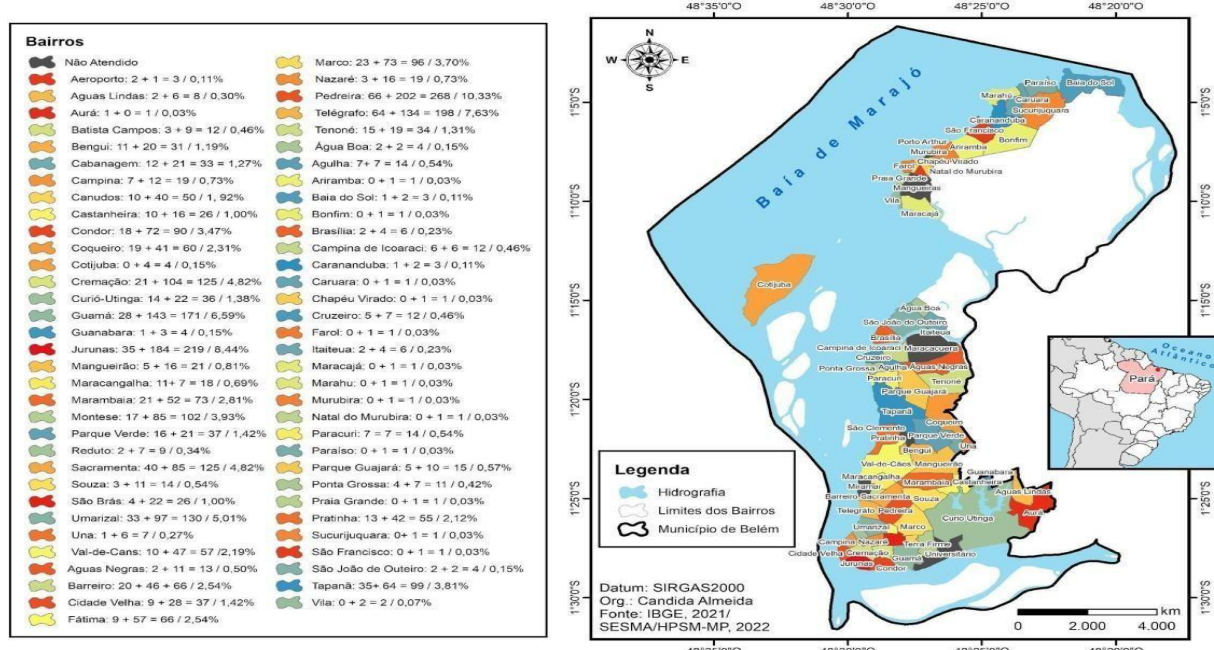 Bairros
Não Atendido
Aeroporto: 2 + 1 = 3 / 0,11%
Aguas Lindas: 2 + 6 = 8 / 0,30%
Aurá: 1 + 0 = 1 / 0,03%
Batista Campos: 3 + 9 = 12 / 0,46%
Bengui: 11 + 20 = 31 / 1,19%
Cabanagem: 12 + 21 = 33 = 1,27%
Campina: 7 + 12 = 19 / 0,73%
Canudos: 10 + 40 = 50 / 1, 92%
Castanheira: 10 + 16 = 26 / 1,00%
Condor: 18 + 72 = 90 / 3,47%
Coqueiro: 19 + 41 = 60 / 2,31%
Cotijuba: 0 + 4 = 4 / 0,15%
Cremação: 21 + 104 = 125 / 4,82%
Curió-Utinga: 14 + 22 = 36 / 1,38%
Guamá: 28 + 143 = 171 / 6,59%
Guanabara: 1 + 3 = 4 / 0,15%
Jurunas: 35 + 184 = 219 / 8,44%
Mangueirão: 5 + 16 = 21 / 0,81%
Maracangalha: 11+ 7 = 18 / 0,69%
Marambaia: 21 + 52 = 73 / 2,81%
Montese: 17 + 85 = 102 / 3,93%
Parque Verde: 16 + 21 = 37 / 1,42%
Reduto: 2 + 7 = 9 / 0,34%
Sacramenta: 40 + 85 = 125 / 4,82%
Souza: 3 + 11 = 14 / 0,54%
São Brás: 4 + 22 = 26 / 1,00%
Umarizal: 33 + 97 = 130 / 5,01%
Una: 1 + 6 = 7 / 0,27%
Val-de-Cans: 10 + 47 = 57 /2,19%
Aguas Negras: 2 + 11 = 13 / 0,50%
Barreiro: 20 + 46 + 66 / 2,54%
Cidade Velha: 9 + 28 = 37 / 1,42%
Fátima: 9 + 57 = 66 / 2,54%
Marco: 23 + 73 = 96 / 3,70%
Nazaré: 3 + 16 = 19 / 0,73%
Pedreira: 66 + 202 = 268 / 10,33%
Telégrafo: 64 + 134 = 198 / 7,63%
Tenoné: 15 + 19 = 34 / 1,31%
Água Boa: 2 + 2 = 4 / 0,15%
Agulha: 7+ 7 = 14 / 0,54%
Ariramba: 0 + 1 = 1 / 0,03%
Baia do Sol: 1 + 2 = 3 / 0,11%
Bonfim: 0 + 1 = 1 / 0,03%
Brasília: 2 + 4 = 6 / 0,23%
Campina de Icoaraci: 6 + 6 = 12 / 0,46%
Carananduba: 1 + 2 = 3 / 0,11%
Caruara: 0 + 1 = 1 / 0,03%
Chapéu Virado: 0 + 1 = 1 / 0,03%
Cruzeiro: 5 + 7 = 12 / 0,46%
Farol: 0 + 1 = 1 / 0,03%
Itaiteua: 2 + 4 = 6 / 0,23%
Maracajá: 0 + 1 = 1 / 0,03%
Marahu: 0 + 1 = 1 / 0,03%
Murubira: 0 + 1 = 1 / 0,03%
Natal do Murubira: 0 + 1 = 1 / 0,03%
Paracuri: 7 = 7 = 14 / 0,54%
Paraíso: 0 + 1 = 1 / 0,03%
Parque Guajará: 5 + 10 = 15 / 0,57%
Ponta Grossa: 4 + 7 = 11 / 0,42%
Praia Grande: 0 + 1 = 1 / 0,03%
Pratinha: 13 + 42 = 55 / 2,12%
Sucurijuquara: 0+ 1 = 1 / 0,03%
São Francisco: 0 + 1 = 1 / 0,03%
São João de Outeiro: 2 + 2 = 4 / 0,15%
Tapanã: 35+ 64 = 99 / 3,81%
Vila: 0 + 2 = 2 / 0,07%
48°35'0"O 48°30'0"O 48°25'0"O 48°20'0"O
N
W E
S
Baía de Marajó
Paraíso
Baia do Sol
Marahú
Caruara
Sucurijuquara
Carananduba
São Francisco
Bonfim
Porto Arthur
Ariramba
Murubira
Chapéu Virado
Farol
Natal do Murubira
Praia Grande
Mangueiras
Vila
Maracajá
Cotijuba
Agua Boa
São João do Outeiro
Itaiteua
Brasília
Campina de Icoaraci
Maracacuera
Cruzeiro
Ponta Grossa
Agulha
Aguas Negras
Paracuri
Tenoné
Parque Guajará
Tapanã
Coqueiro
São Clemente
Parque Verde
Pratinha
Una
Bengui
Val-de-Cães
Mangueirão
Guanabara
Maracangalha
Marambaia
Castanheira
Miramar
Aguas Lindas
Barreiro
Sacramenta
Souza
Aurá
Telegrafo
Pedreira
Curio Utinga
Umarizal
Marco
Campina
Nazaré
Terra Firme
Cidade Velha
Cremação
Universitário
Guamá
Jurunas
Condor
1°5'0"S
1°10'0"S
1°15'0"S
1°20'0"S
1°25'0"S
1°30'0"S
Oceano
Atlântico
Pará
Legenda
Hidrografia
Límites dos Bairros
Município de Belém
Datum: SIRGAS2000
Org.: Candida Almeida
Fonte: IBGE, 2021/
SESMA/HPSM-MP, 2022
km
0 2.000 4.000
48°35'0"O 48°30'0"O 48°25'0"O 48°20'0"O